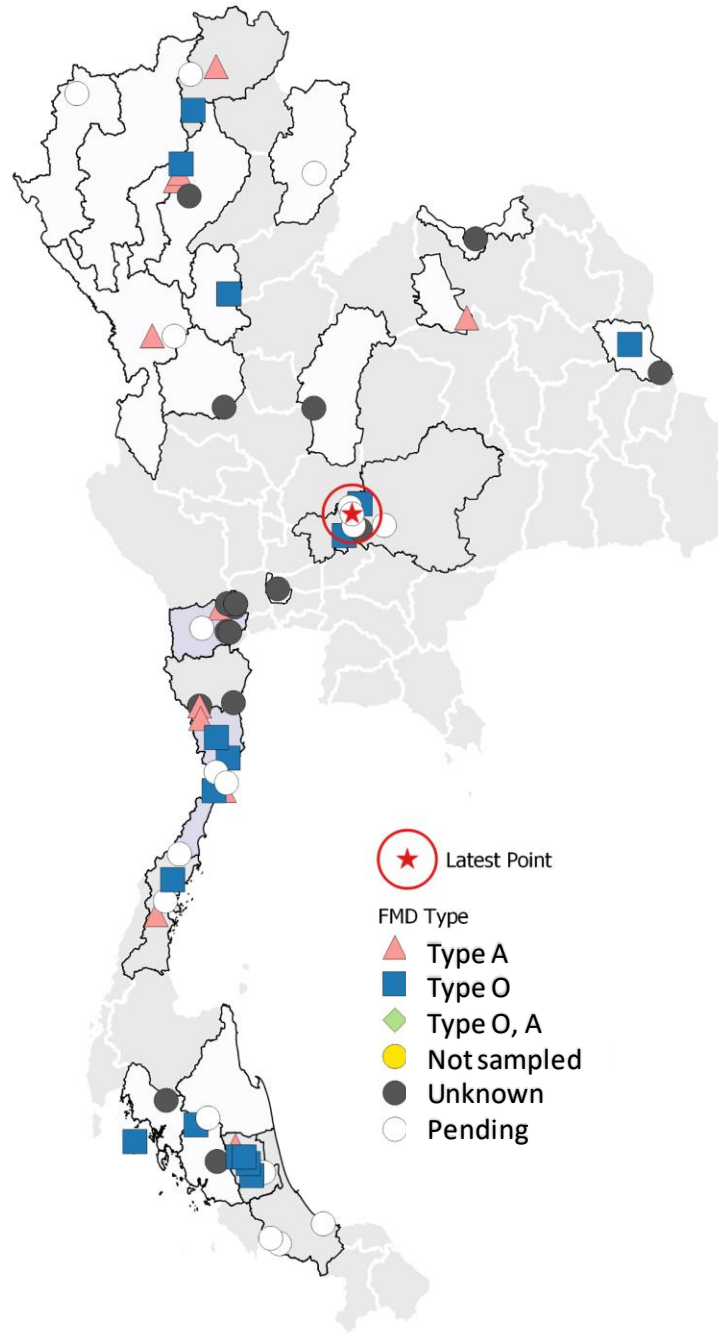 Latest Point
FMD Type
Type A
Type O
Type O, A
Not sampled
Unknown
Pending